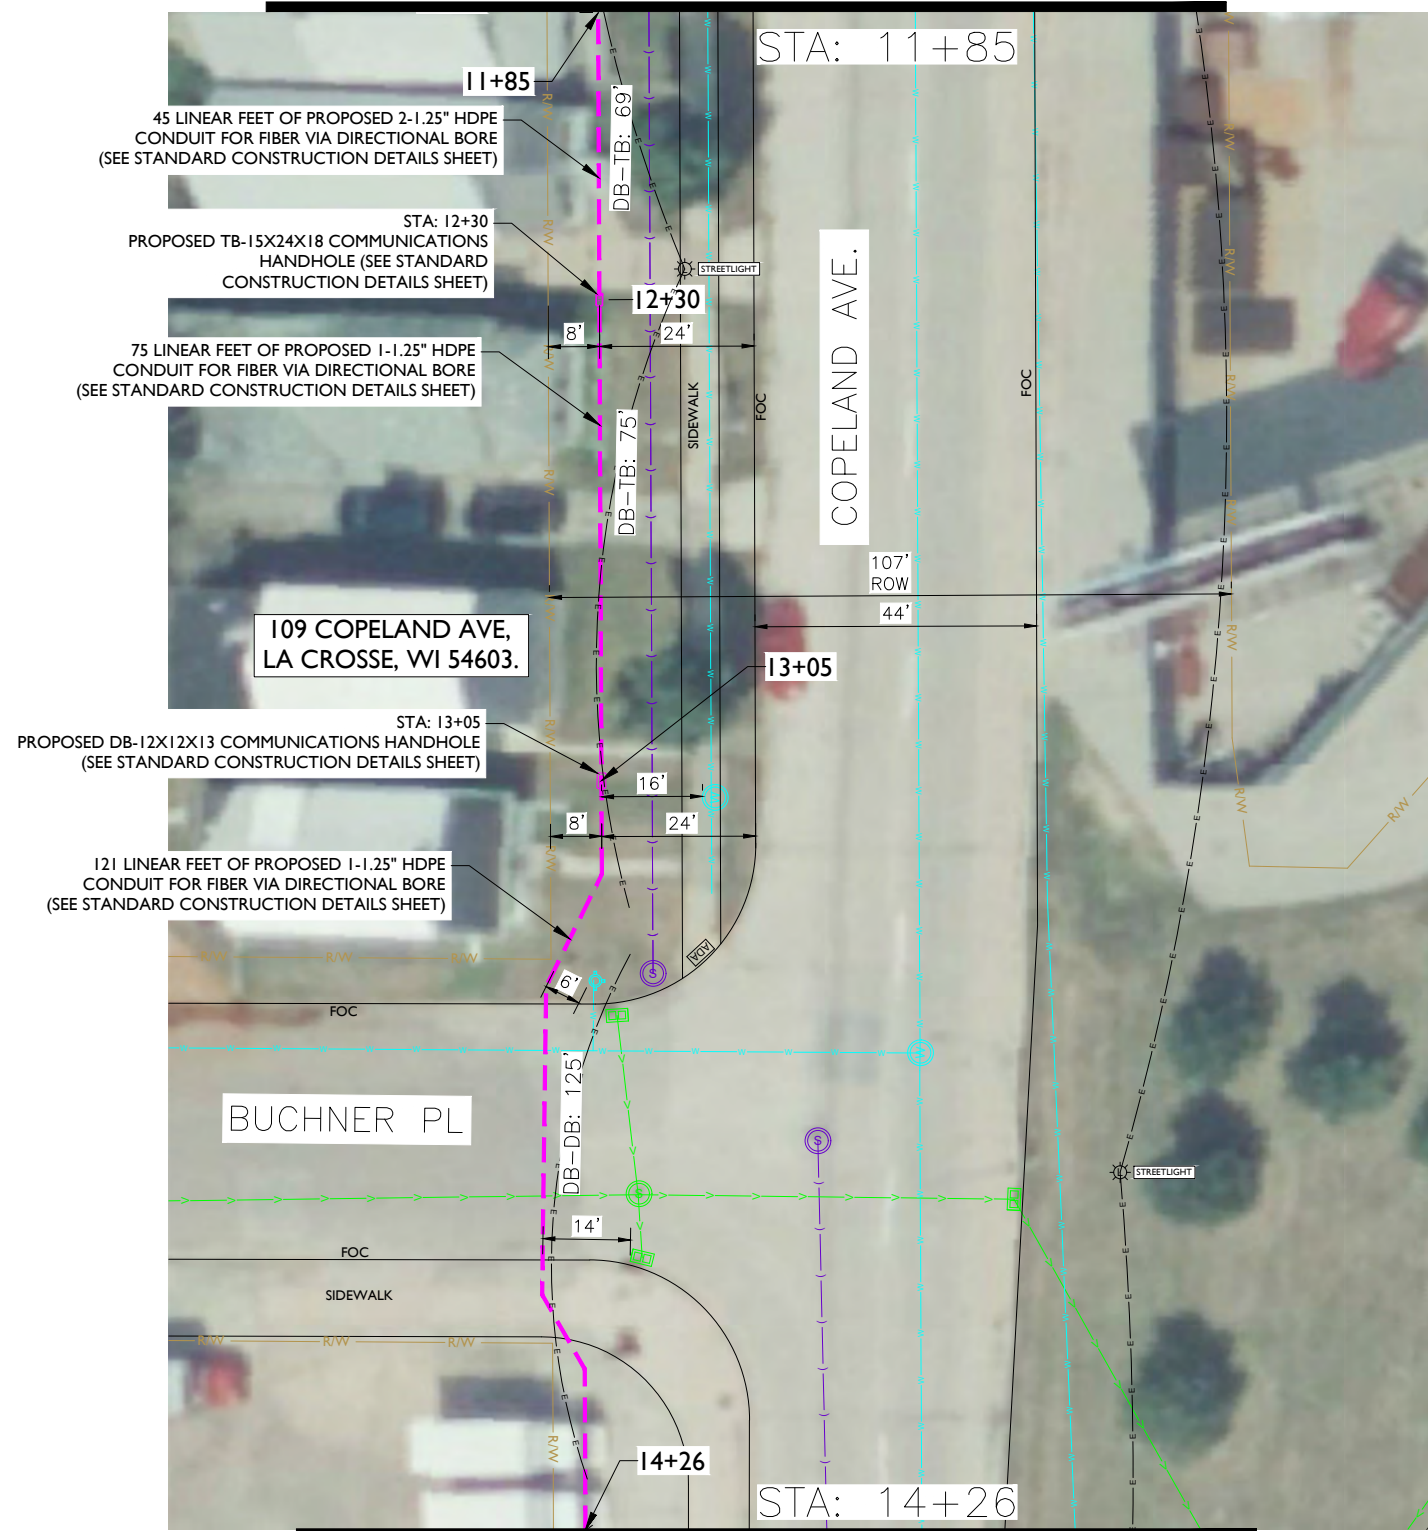 STA: 11+85
11+85
45 LINEAR FEET OF PROPOSED 2-1.25" HDPE
CONDUIT FOR FIBER VIA DIRECTIONAL BORE
(SEE STANDARD CONSTRUCTION DETAILS SHEET)
DB-TB: 69'
R/W
R/W
STA: 12+30
PROPOSED TB-15X24X18 COMMUNICATIONS
HANDHOLE (SEE STANDARD
CONSTRUCTION DETAILS SHEET)
STREETLIGHT
12+30
8'
24'
COPELAND AVE.
75 LINEAR FEET OF PROPOSED 1-1.25" HDPE
CONDUIT FOR FIBER VIA DIRECTIONAL BORE
(SEE STANDARD CONSTRUCTION DETAILS SHEET)
DB-TB: 75'
SIDEWALK
FOC
FOC
107'
ROW
44'
109 COPELAND AVE,
LA CROSSE, WI 54603.
13+05
STA: 13+05
PROPOSED DB-12X12X13 COMMUNICATIONS HANDHOLE
(SEE STANDARD CONSTRUCTION DETAILS SHEET)
16'
8'
24'
121 LINEAR FEET OF PROPOSED 1-1.25" HDPE
CONDUIT FOR FIBER VIA DIRECTIONAL BORE
(SEE STANDARD CONSTRUCTION DETAILS SHEET)
R/W
R/W
R/W
R/W
R/W
ADA
6'
S
FOC
DB-DB: 125'
BUCHNER PL
S
STREETLIGHT
14'
FOC
SIDEWALK
R/W
R/W
R/W
R/W
14+26
STA: 14+26